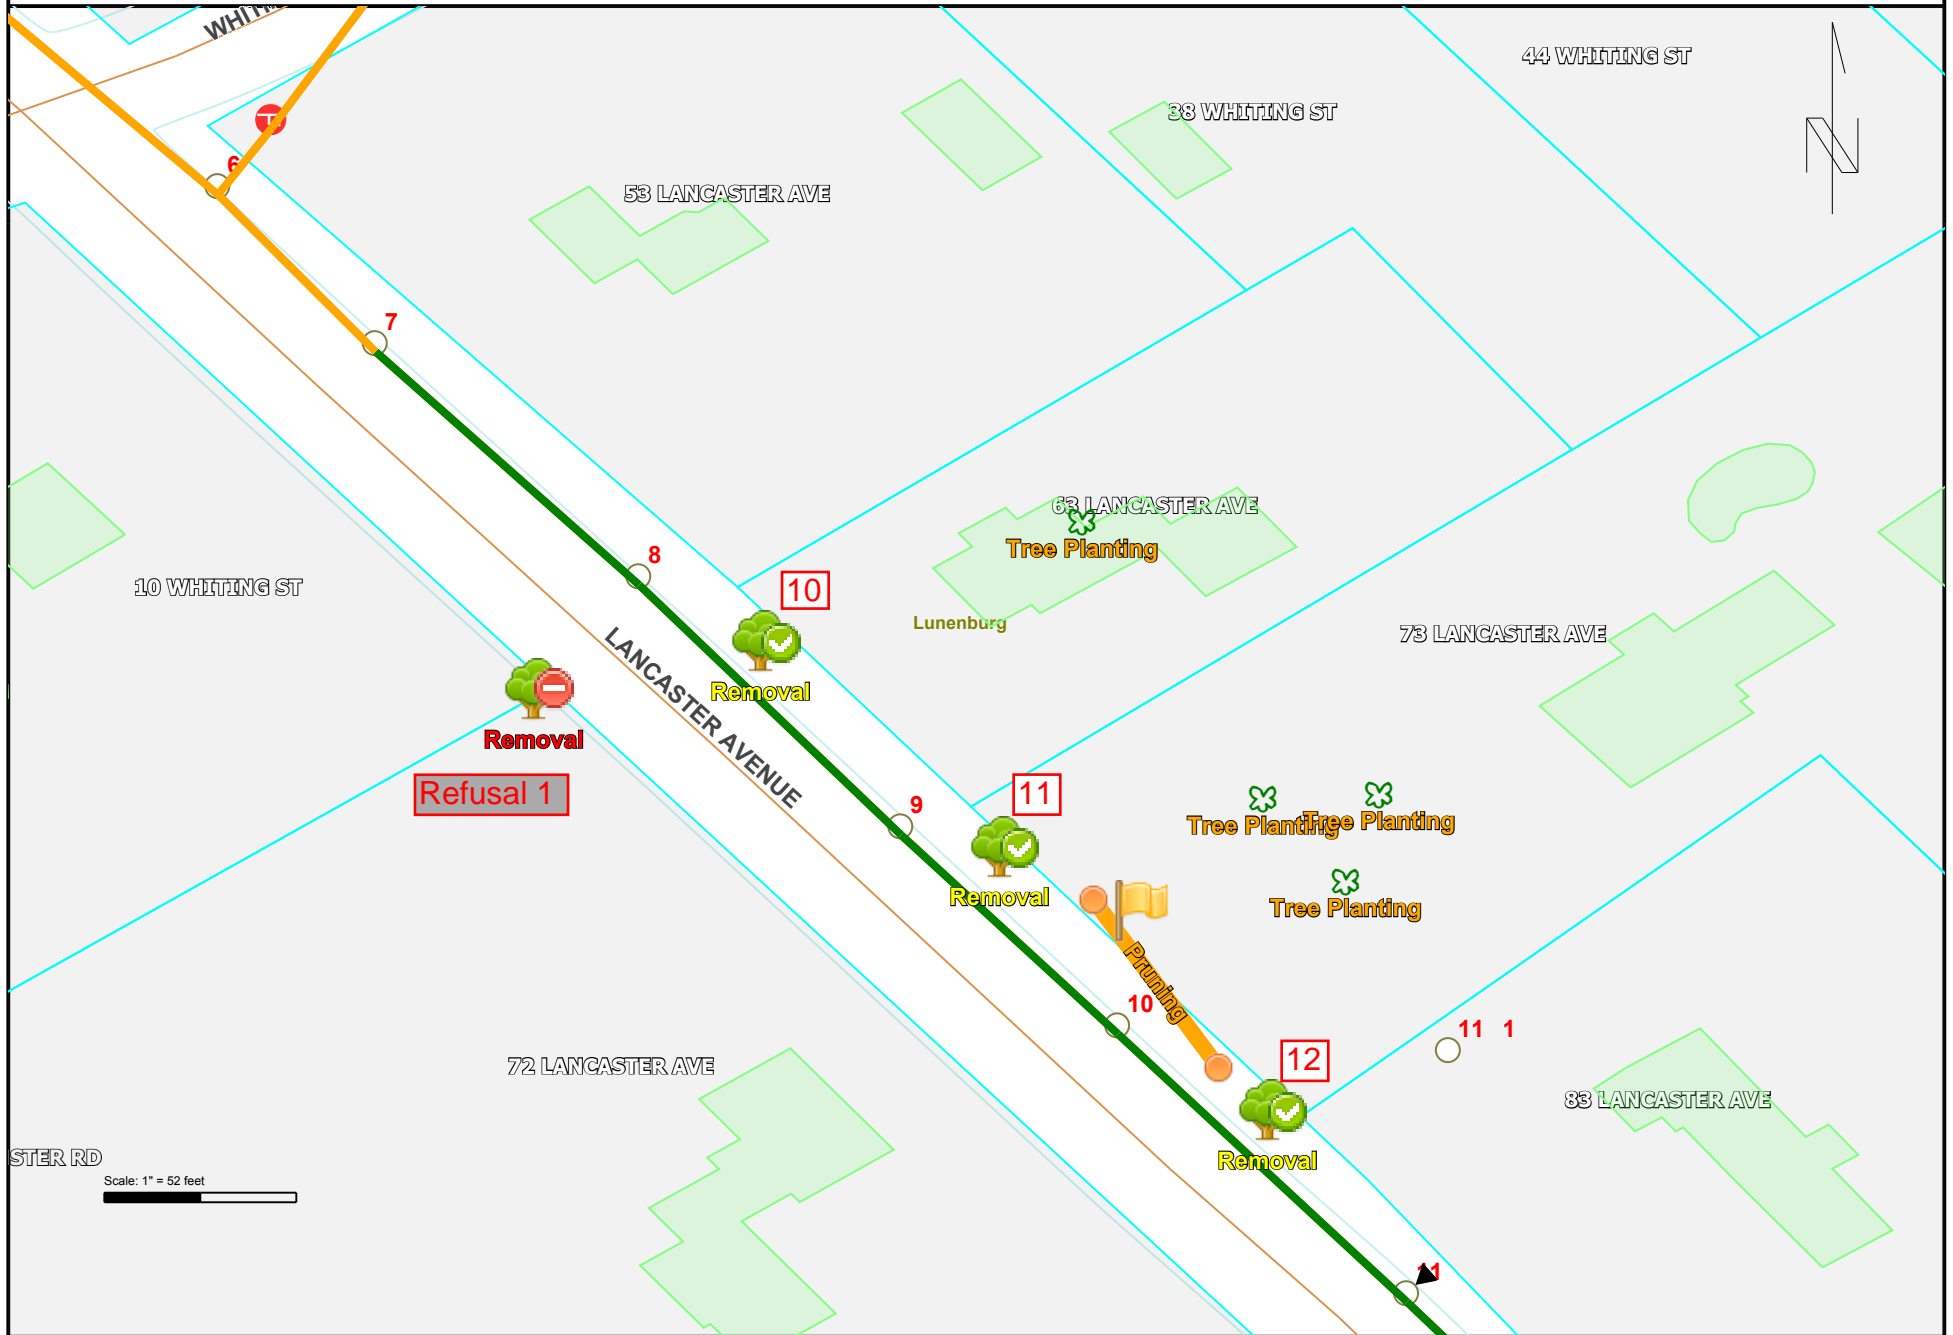 44 WHITING ST
38 WHITING ST
N
6
53 LANCASTER AVE
7
63 LANCASTER AVE
Tree Planting
8
10
10 WHITING ST
Lunenburg
73 LANCASTER AVE
LANCASTER AVENUE
Removal
Removal
Refusal 1
9
11
Tree Planting
Tree Planting
Removal
Tree Planting
Pruning
10
11 1
12
72 LANCASTER AVE
83 LANCASTER AVE
STER RD
Removal
Scale: 1" = 52 feet
11